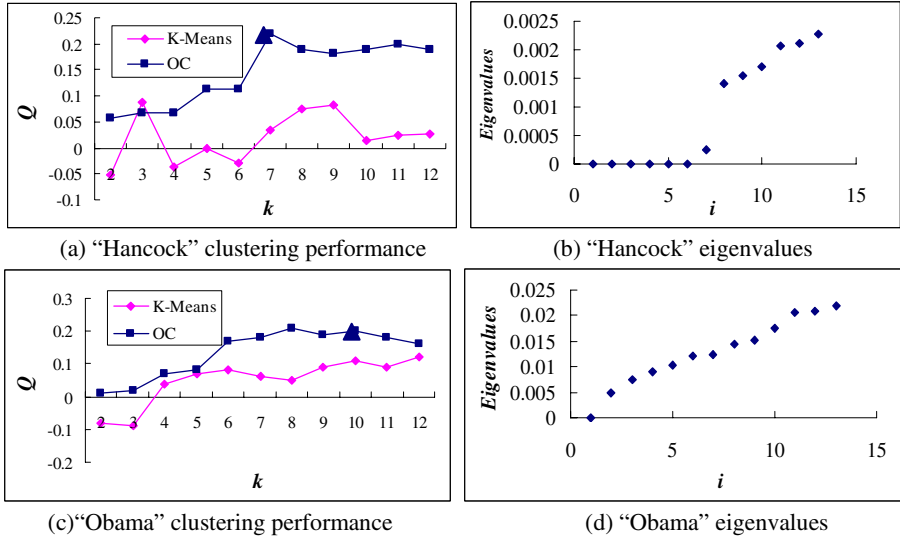 0.25
0.2
0.15
0.1
0.05
0
-0.05
-0.1
Q
K-Means
OC
2 3 4 5 6 7 8 9 10 11 12
k
(a) “Hancock” clustering performance
0.0025
0.002
0.0015
0.001
0.0005
0
Eigenvalues
0 5 10 15
i
(b) “Hancock” eigenvalues
0.3
0.2
0.1
0
-0.1
-0.2
Q
K-Means
OC
2 3 4 5 6 7 8 9 10 11 12
k
(c)“Obama” clustering performance
0.025
0.02
0.015
0.01
0.005
0
Eigenvalues
0 5 10 15
i
(d) “Obama” eigenvalues